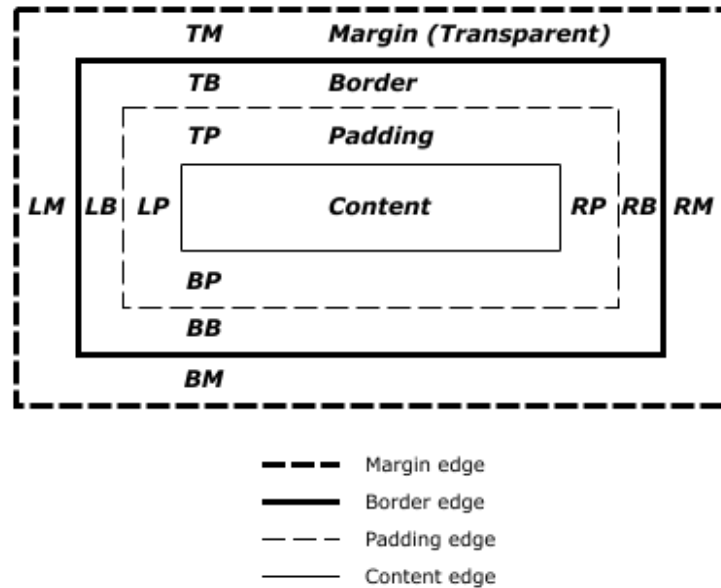 TM Margin (Transparent)
TB Border
TP Padding
LM LB LP Content RP RB RM
BP
BB
BM
Margin edge
Border edge
Padding edge
Content edge